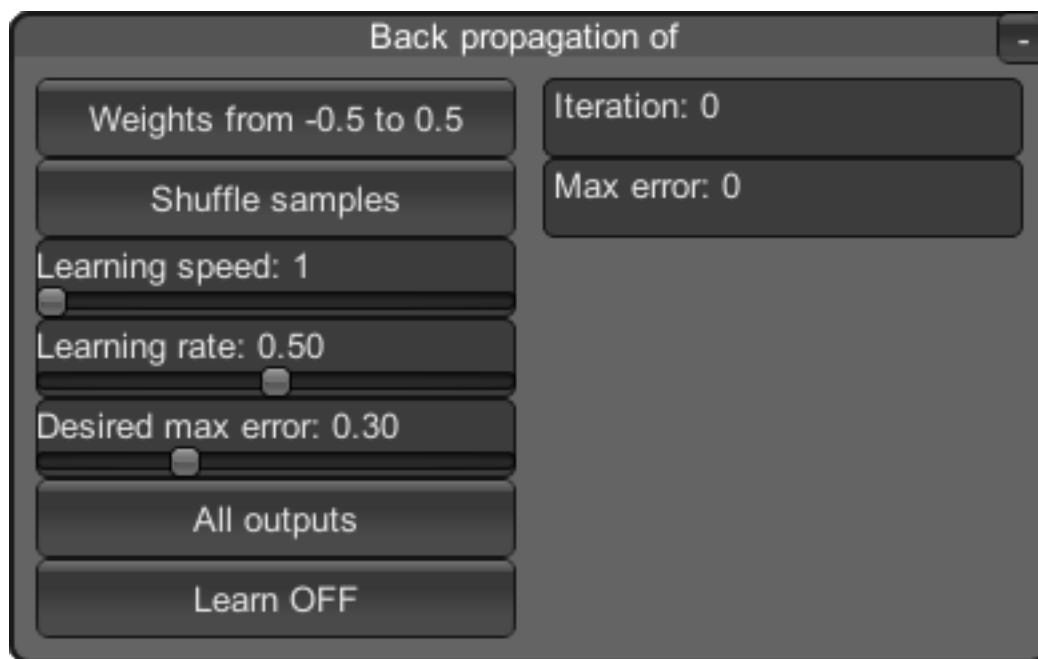 Back propagation of
-
Weights from -0.5 to 0.5
Shuffle samples
Learning speed: 1
Learning rate: 0.50
Desired max error: 0.30
All outputs
Learn OFF
Iteration: 0
Max error: 0